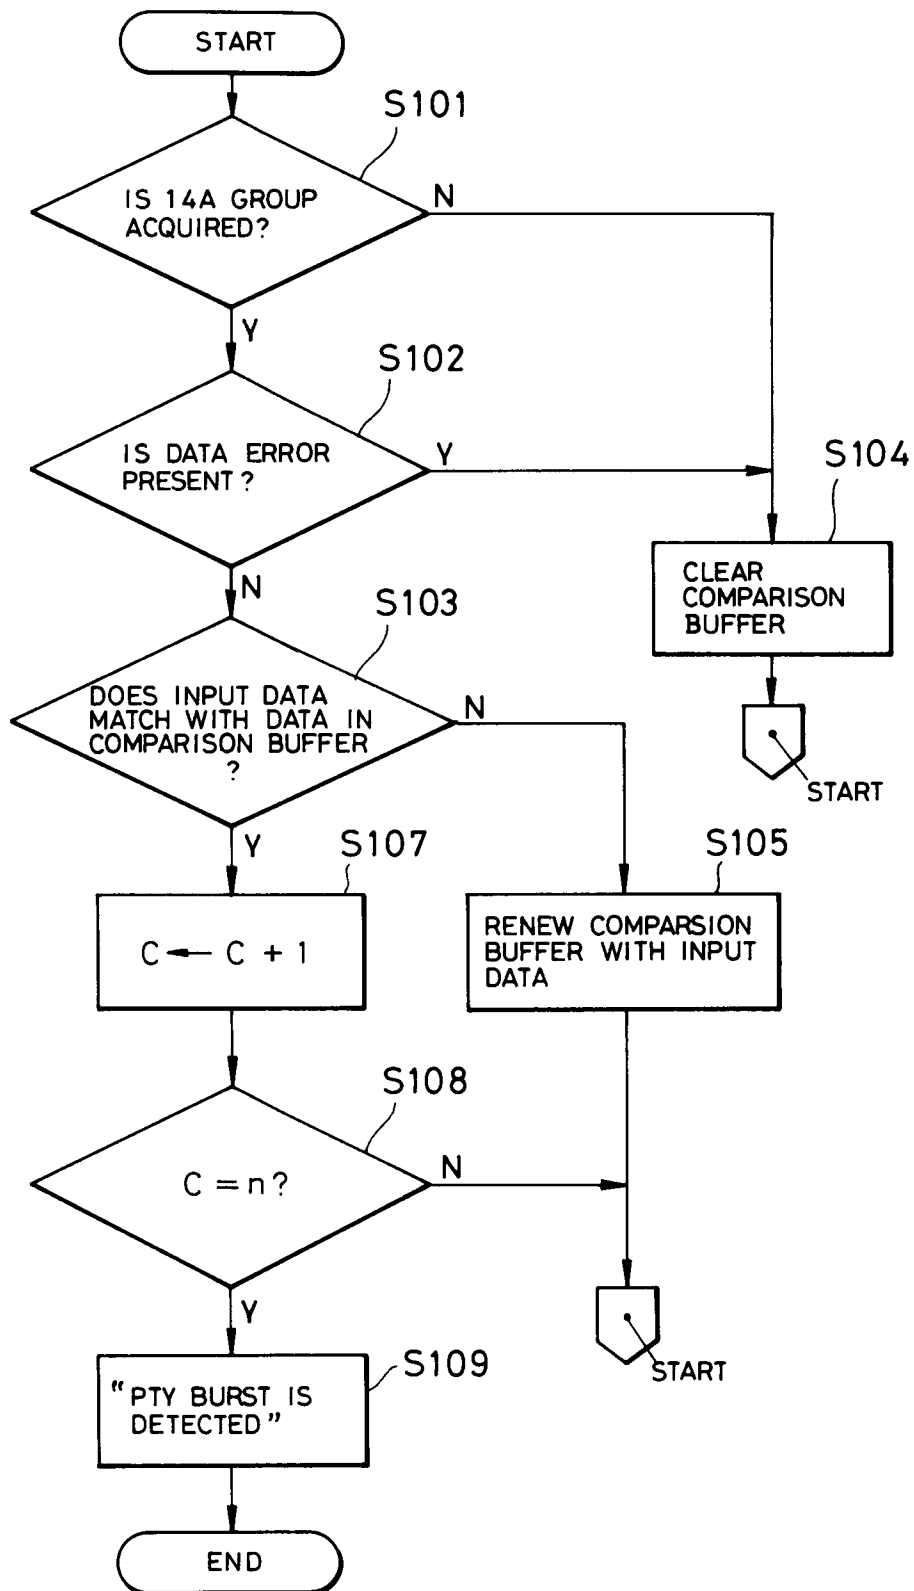 START
S101
IS 14A GROUP
ACQUIRED?
N
Y
S102
IS DATA ERROR
PRESENT?
Y
N
S104
CLEAR
COMPARISON
BUFFER
START
S103
DOES INPUT DATA
MATCH WITH DATA IN
COMPARISON BUFFER
?
N
Y
S107
C ← C + 1
S105
RENEW COMPARSION
BUFFER WITH INPUT
DATA
S108
C = n?
N
Y
START
S109
"PTY BURST IS
DETECTED"
END